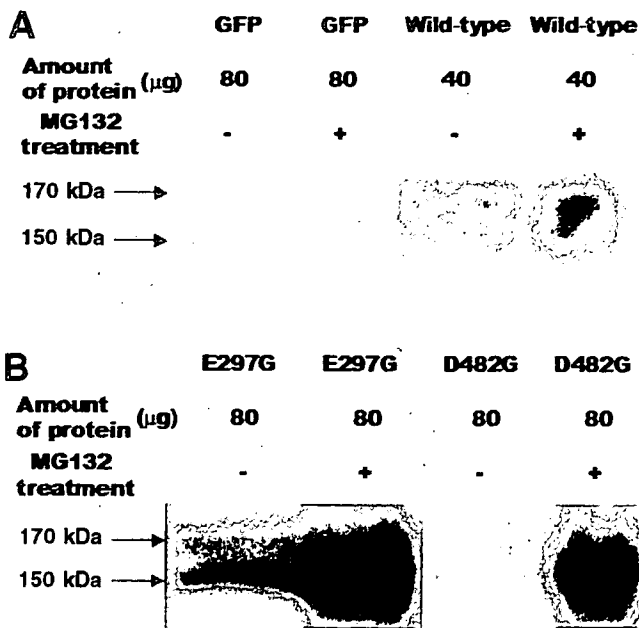 A
GFP GFP Wild-type Wild-type
Amount
of protein (µg) 80 80 40 40
MG132
treatment - + - +
170 kDa
150 kDa
B
E297G E297G D482G D482G
Amount
of protein (µg) 80 80 80 80
MG132
treatment - + - +
170 kDa
150 kDa